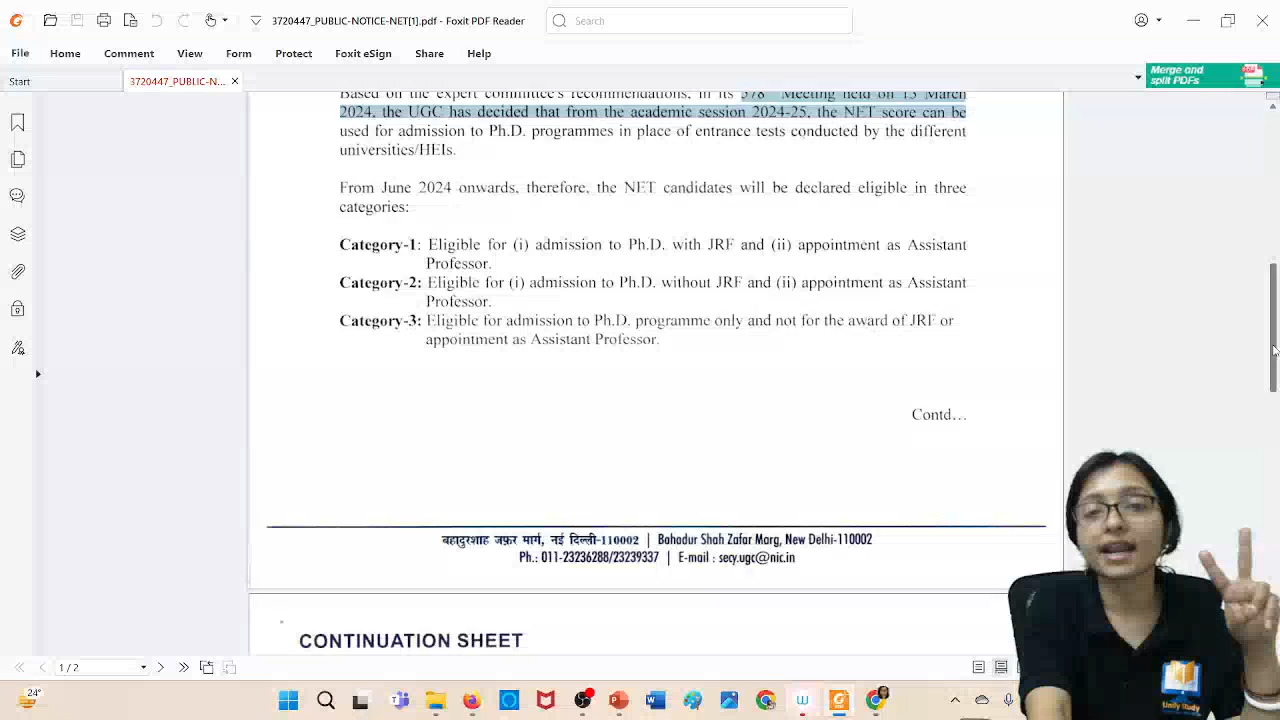 3720447_PUBLIC-NOTICE-NET[1].pdf - Foxit PDF Reader
Search
File Home Comment View Form Protect Foxit eSign Share Help
Start
3720447_PUBLIC-N...
Merge and
split PDFs
Based on the expert committee's recommendations, in its 578 Meeting held on 13 March
2024, the UGC has decided that from the academic session 2024-25, the NET score can be
used for admission to Ph.D. programmes in place of entrance tests conducted by the different
universities/HEIs.
From June 2024 onwards, therefore, the NET candidates will be declared eligible in three
categories:
Category-1: Eligible for (i) admission to Ph.D. with JRF and (ii) appointment as Assistant
Professor.
Category-2: Eligible for (i) admission to Ph.D. without JRF and (ii) appointment as Assistant
Professor.
Category-3: Eligible for admission to Ph.D. programme only and not for the award of JRF or
appointment as Assistant Professor.
Contd...
बहादुरशाह ज़फ़र मार्ग, नई दिल्ली-110002 | Bahadur Shah Zafar Marg, New Delhi-110002
Ph.: 011-23236288/23239337 | E-mail : secy.ugc@nic.in
CONTINUATION SHEET
1 / 2
24°
Unify Study